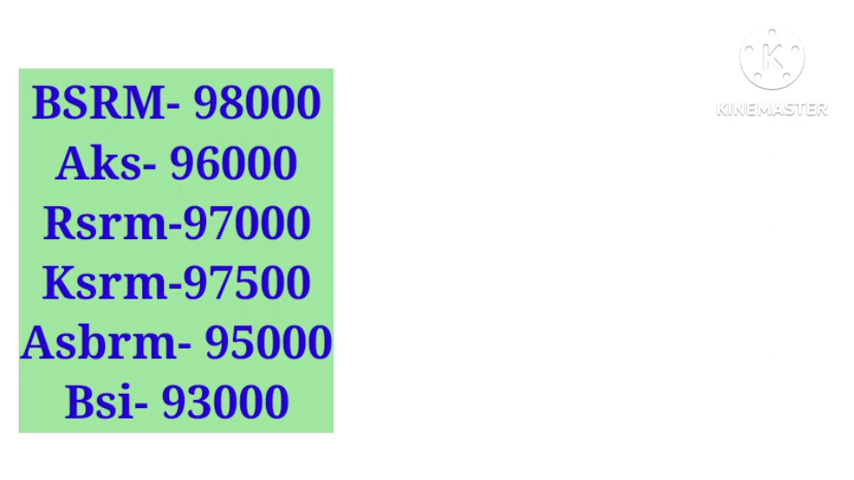 BSRM- 98000
Aks- 96000
Rsrm-97000
Ksrm-97500
Asbrm- 95000
Bsi- 93000
K
KINEMASTER